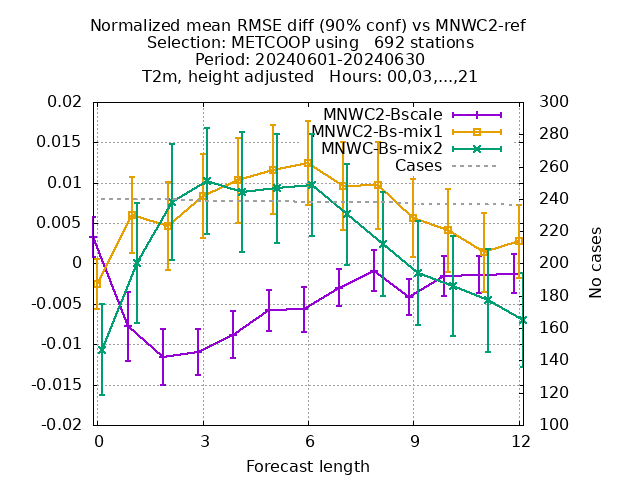 Normalized mean RMSE diff (90% conf) vs MNWC2-ref
Selection: METCOOP using   692 stations
Period: 20240601-20240630
T2m, height adjusted   Hours: 00,03,...,21
MNWC2-Bscale
MNWC2-Bs-mix1
MNWC-Bs-mix2
Cases
0.02
0.015
0.01
0.005
0
-0.005
-0.01
-0.015
-0.02
300
280
260
240
220
200
180
160
140
120
100
No cases
0 3 6 9 12
Forecast length